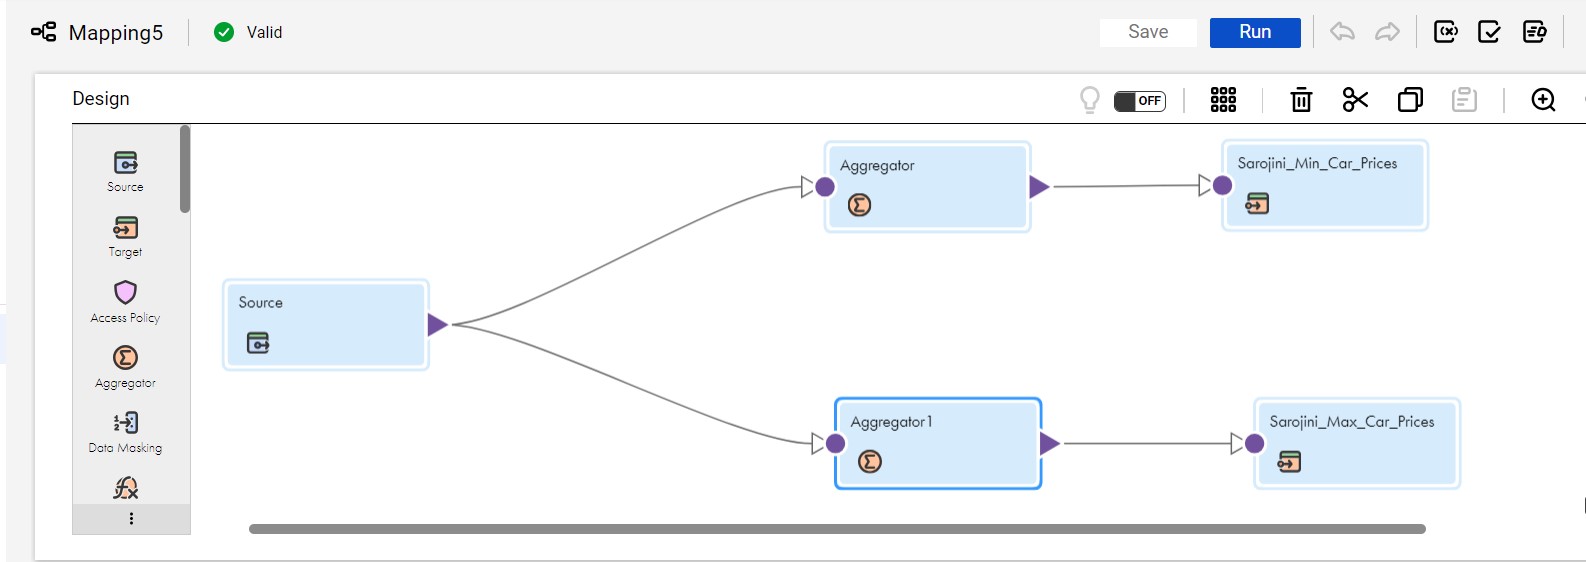 Mapping5
Valid
Save
Run
Design
OFF
Source
Target
Access Policy
Aggregator
Data Masking
Source
Aggregator
Sarojini_Min_Car_Prices
Aggregator1
Sarojini_Max_Car_Prices